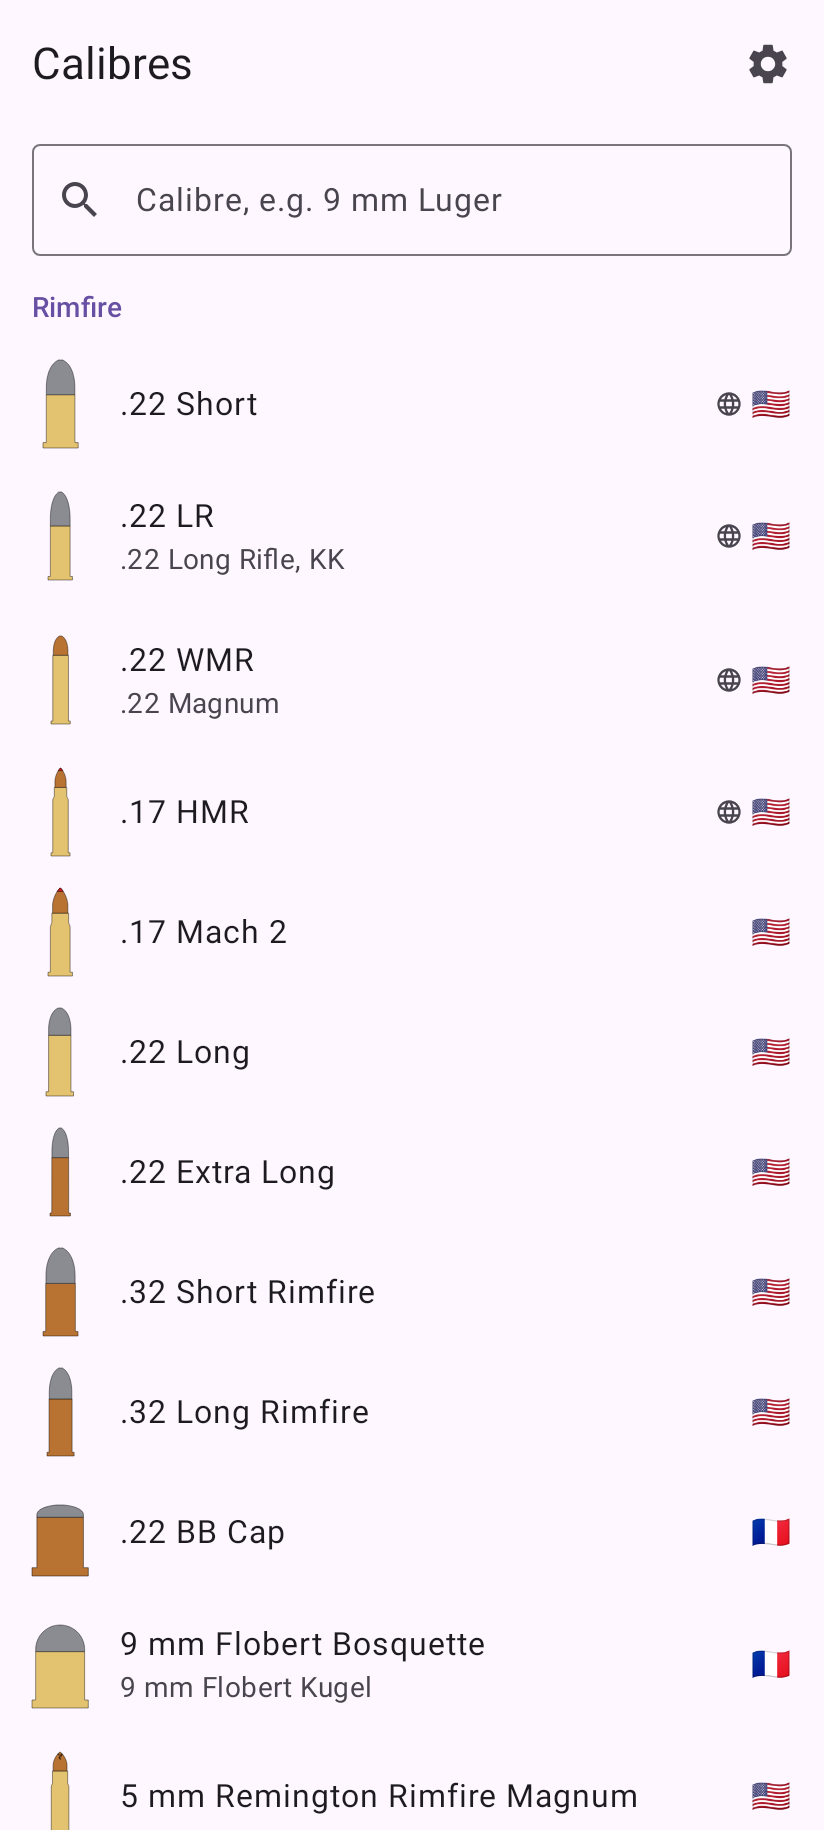 Calibres
Calibre, e.g. 9 mm Luger
Rimfire
.22 Short
.22 LR
.22 Long Rifle, KK
.22 WMR
.22 Magnum
.17 HMR
.17 Mach 2
.22 Long
.22 Extra Long
.32 Short Rimfire
.32 Long Rimfire
.22 BB Cap
9 mm Flobert Bosquette
9 mm Flobert Kugel
5 mm Remington Rimfire Magnum